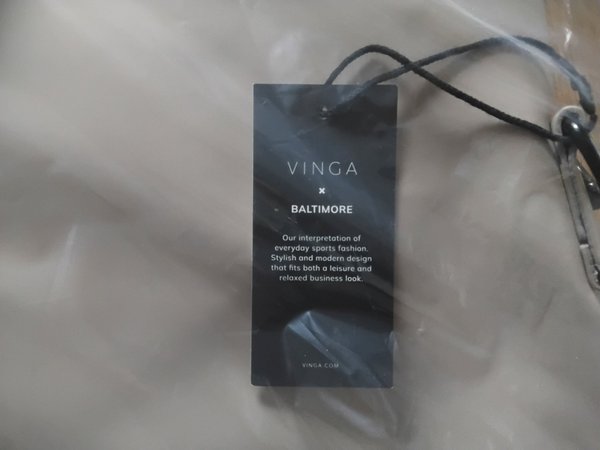 VINGA
×
BALTIMORE
Our interpretation of
everyday sports fashion.
Stylish and modern design
that fits both a leisure and
relaxed business look.
VINGA.COM